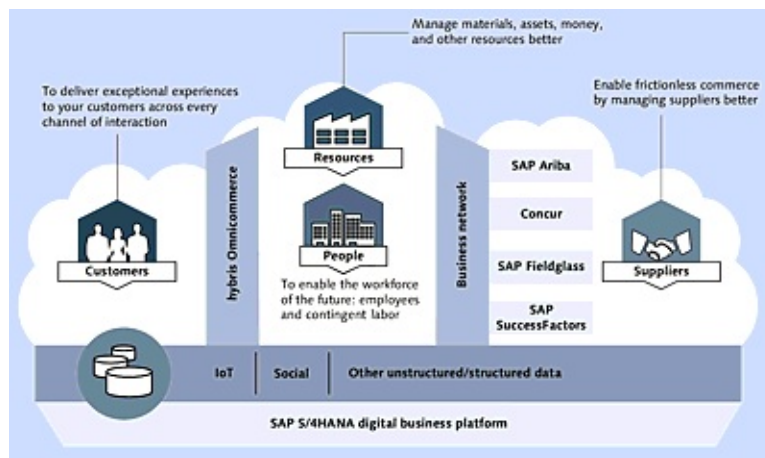 Manage materials, assets, money,
and other resources better
To deliver exceptional experiences
to your customers across every
channel of interaction
Enable frictionless commerce
by managing suppliers better
Resources
hybris Omnicommerce
Business network
SAP Ariba
Concur
SAP Fieldglass
SAP
SuccessFactors
Customers
People
To enable the workforce
of the future: employees
and contingent labor
Suppliers
IoT
Social
Other unstructured/structured data
SAP S/4HANA digital business platform